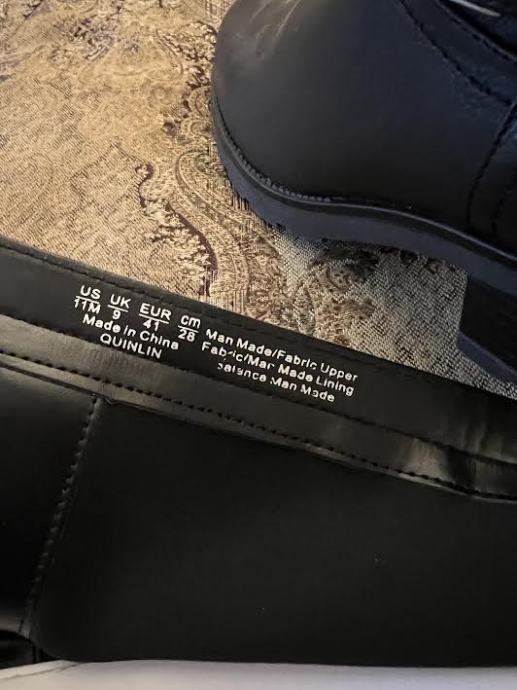 US UK EUR cm
11M 9 41 28
Man Made/Fabric Upper
Fabric/Man Made Lining
Balance Man Made
Made in China
QUINLIN